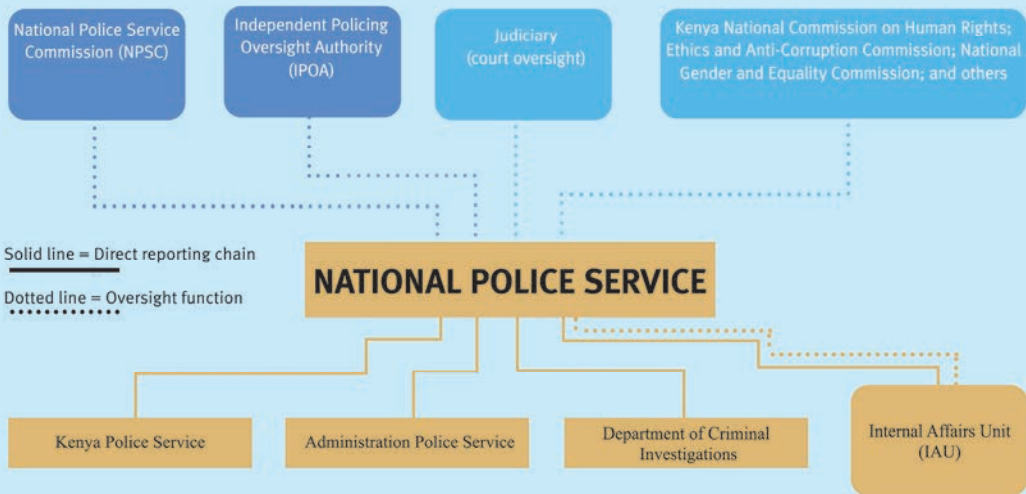 National Police Service
Commission (NPSC)
Independent Policing
Oversight Authority
(IPOA)
Judiciary
(court oversight)
Kenya National Commission on Human Rights;
Ethics and Anti-Corruption Commission; National
Gender and Equality Commission; and others
Solid line = Direct reporting chain
Dotted line = Oversight function
NATIONAL POLICE SERVICE
Kenya Police Service
Administration Police Service
Department of Criminal
Investigations
Internal Affairs Unit
(IAU)